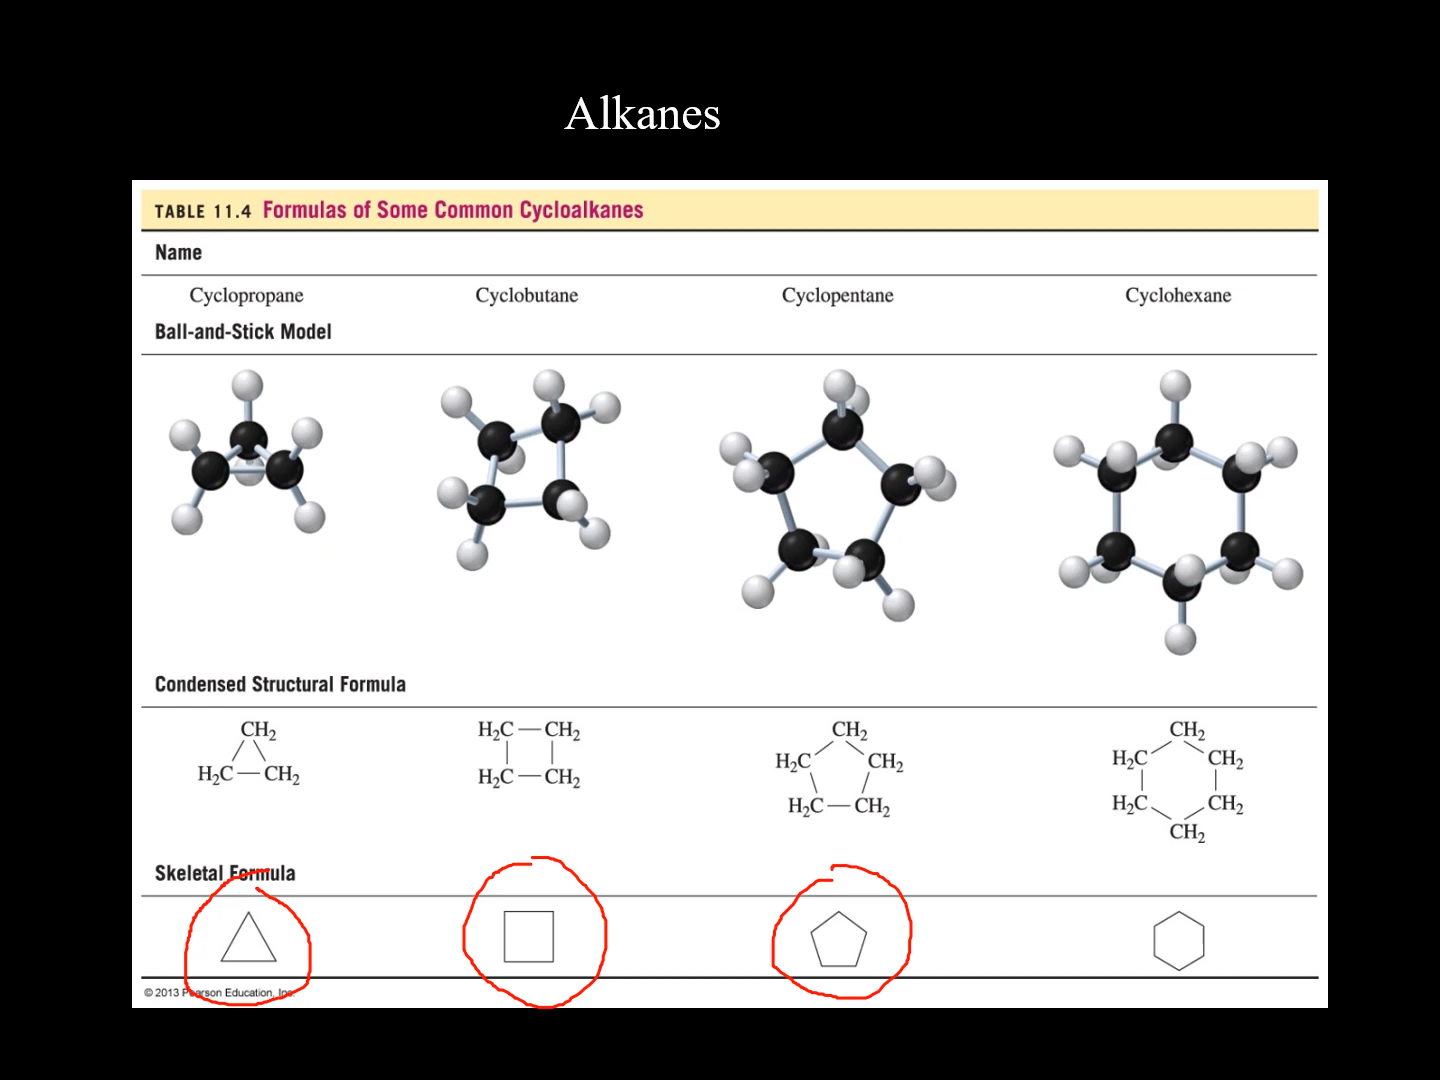 Alkanes
TABLE 11.4 Formulas of Some Common Cycloalkanes
Name
Cyclopropane Cyclobutane Cyclopentane Cyclohexane
Ball-and-Stick Model
Condensed Structural Formula
CH₂ H₂C—CH₂ CH₂ CH₂
H₂C CH₂ H₂C CH₂
H₂C—CH₂ H₂C—CH₂
H₂C—CH₂ H₂C CH₂
CH₂
Skeletal Formula
© 2013 Pearson Education, Inc.